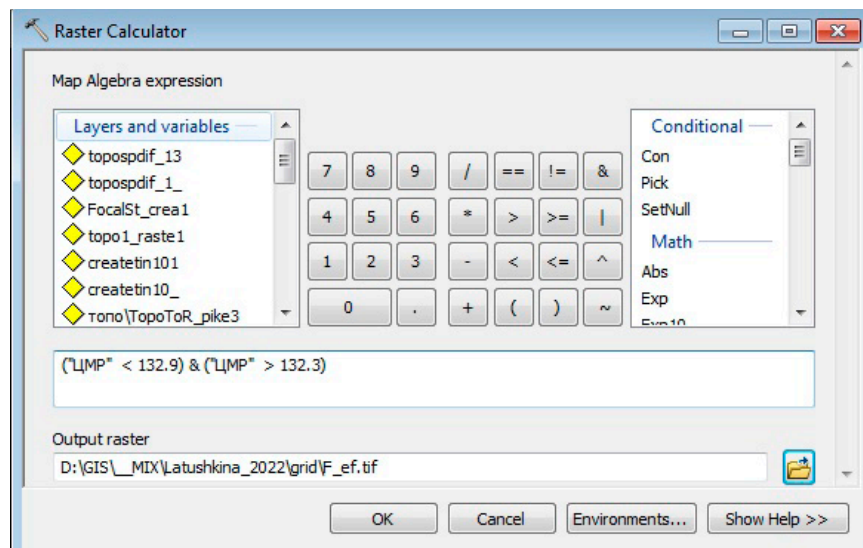 Raster Calculator
Map Algebra expression
Layers and variables
topospdif_13
topospdif_1_
FocalSt_crea1
topo1_raste1
createtin101
createtin10_
топо\TopoToR_pike3
7 8 9 / == != &
4 5 6 * > >= |
1 2 3 - < <= ^
0 . + ( ) ~
Conditional
Con
Pick
SetNull
Math
Abs
Exp
Exp10
("ЦМР" < 132.9) & ("ЦМР" > 132.3)
Output raster
D:\GIS\__MIX\Latushkina_2022\grid\F_ef.tif
OK Cancel Environments... Show Help >>